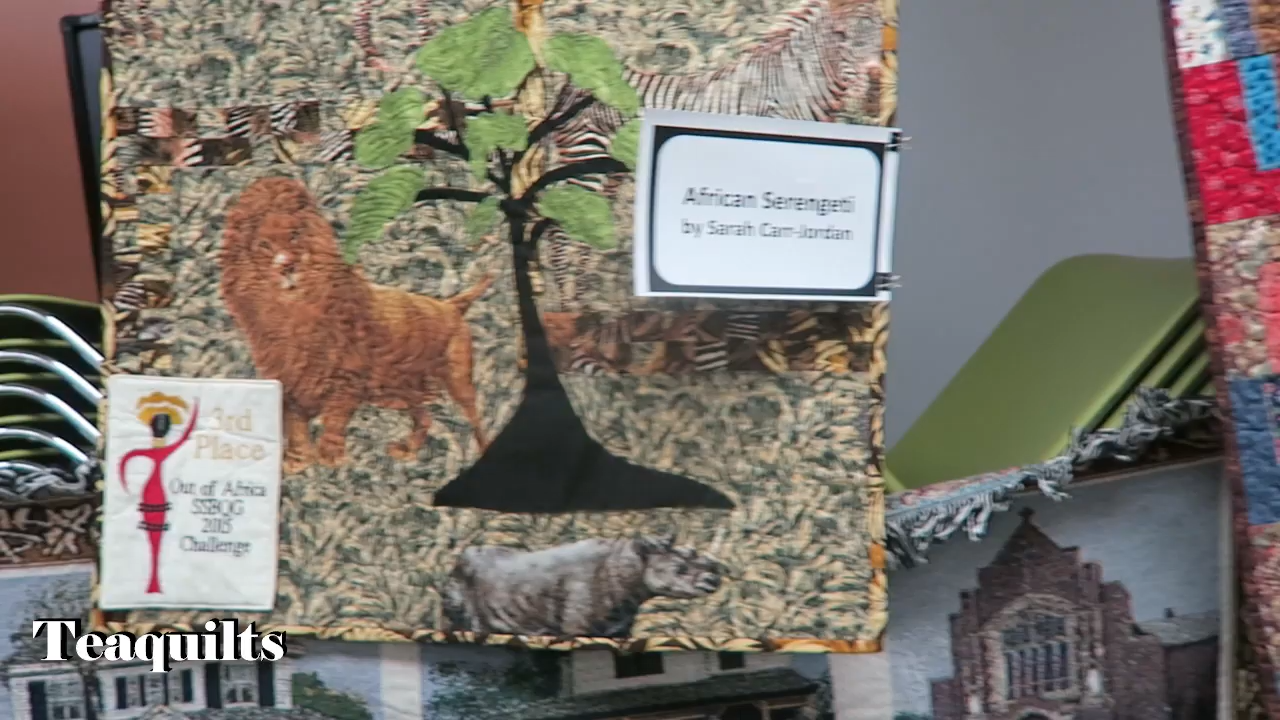 African Serengeti
by Sarah Carr-Jordan
3rd
Place
Out of Africa
SSBQG
2015
Challenge
Teaquilts